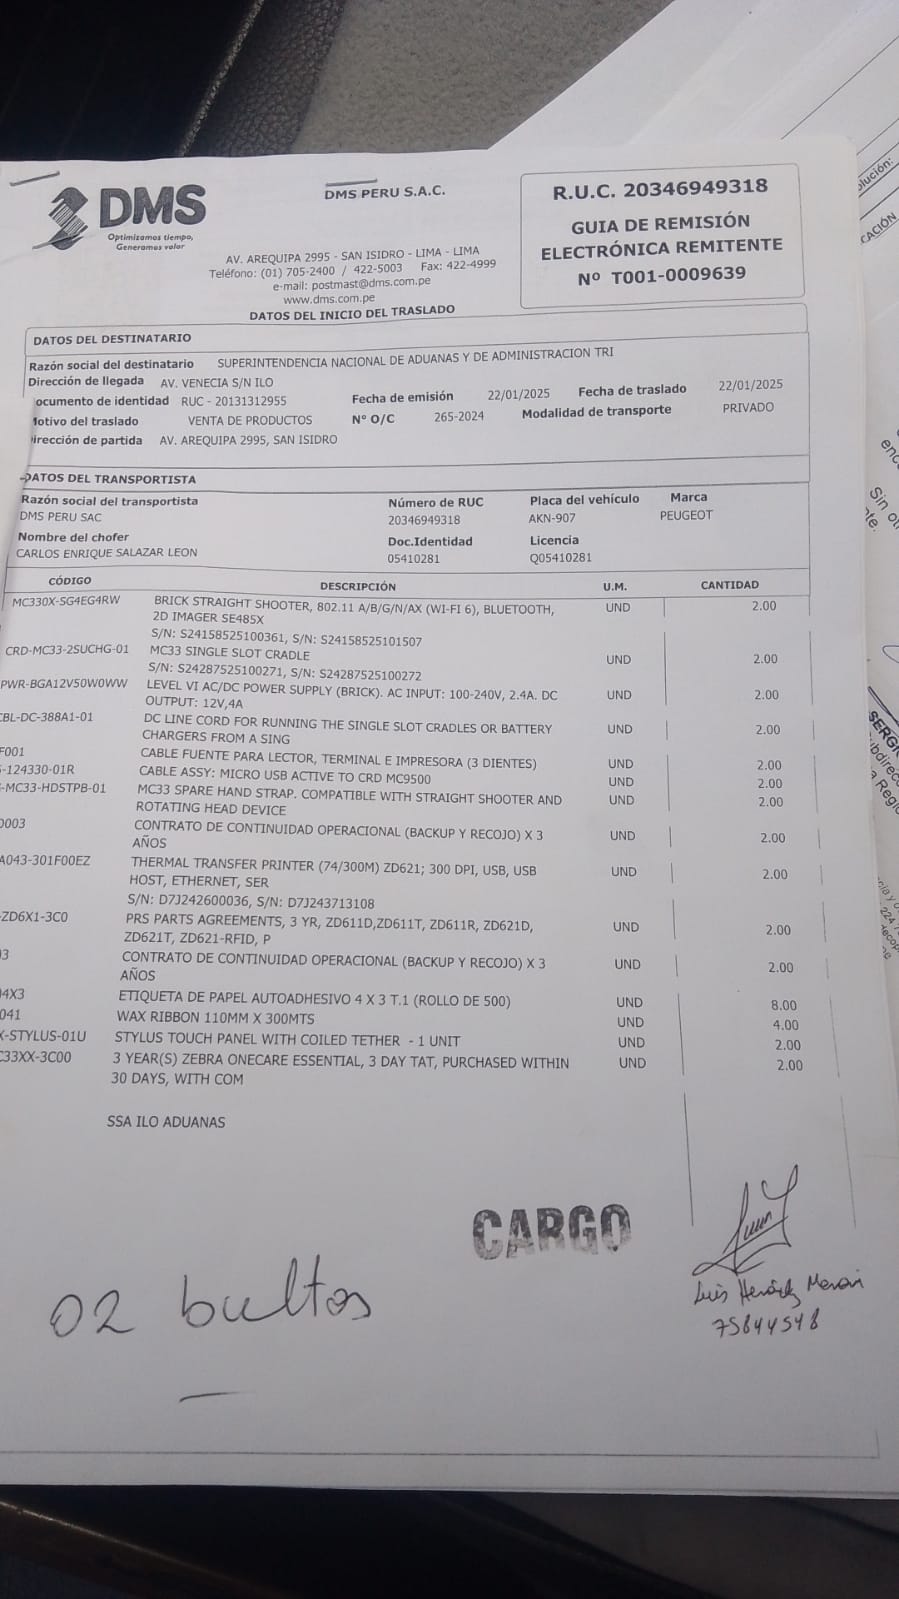 DMS
Optimizamos tiempo,
Generamos valor
DMS PERU S.A.C.
AV. AREQUIPA 2995 - SAN ISIDRO - LIMA - LIMA
Teléfono: (01) 705-2400 / 422-5003 Fax: 422-4999
e-mail: postmast@dms.com.pe
www.dms.com.pe
R.U.C. 20346949318
GUIA DE REMISIÓN
ELECTRÓNICA REMITENTE
Nº T001-0009639
DATOS DEL INICIO DEL TRASLADO
DATOS DEL DESTINATARIO
Razón social del destinatario SUPERINTENDENCIA NACIONAL DE ADUANAS Y DE ADMINISTRACION TRI
Dirección de llegada AV. VENECIA S/N ILO
ocumento de identidad RUC - 20131312955 Fecha de emisión 22/01/2025 Fecha de traslado 22/01/2025
Motivo del traslado VENTA DE PRODUCTOS Nº O/C 265-2024 Modalidad de transporte PRIVADO
irección de partida AV. AREQUIPA 2995, SAN ISIDRO
DATOS DEL TRANSPORTISTA
Razón social del transportista Número de RUC Placa del vehículo Marca
DMS PERU SAC 20346949318 AKN-907 PEUGEOT
Nombre del chofer Doc.Identidad Licencia
CARLOS ENRIQUE SALAZAR LEON 05410281 Q05410281
CÓDIGO DESCRIPCIÓN U.M. CANTIDAD
MC330X-SG4EG4RW BRICK STRAIGHT SHOOTER, 802.11 A/B/G/N/AX (WI-FI 6), BLUETOOTH, UND 2.00
2D IMAGER SE485X
S/N: S24158525100361, S/N: S24158525101507
CRD-MC33-2SUCHG-01 MC33 SINGLE SLOT CRADLE UND 2.00
S/N: S24287525100271, S/N: S24287525100272
PWR-BGA12V50W0WW LEVEL VI AC/DC POWER SUPPLY (BRICK). AC INPUT: 100-240V, 2.4A. DC UND 2.00
OUTPUT: 12V,4A
CBL-DC-388A1-01 DC LINE CORD FOR RUNNING THE SINGLE SLOT CRADLES OR BATTERY UND 2.00
CHARGERS FROM A SING
F001 CABLE FUENTE PARA LECTOR, TERMINAL E IMPRESORA (3 DIENTES) UND 2.00
-124330-01R CABLE ASSY: MICRO USB ACTIVE TO CRD MC9500 UND 2.00
-MC33-HDSTPB-01 MC33 SPARE HAND STRAP. COMPATIBLE WITH STRAIGHT SHOOTER AND UND 2.00
ROTATING HEAD DEVICE
0003 CONTRATO DE CONTINUIDAD OPERACIONAL (BACKUP Y RECOJO) X 3 UND 2.00
AÑOS
A043-301F00EZ THERMAL TRANSFER PRINTER (74/300M) ZD621; 300 DPI, USB, USB UND 2.00
HOST, ETHERNET, SER
S/N: D7J242600036, S/N: D7J243713108
-ZD6X1-3C0 PRS PARTS AGREEMENTS, 3 YR, ZD611D,ZD611T, ZD611R, ZD621D, UND 2.00
ZD621T, ZD621-RFID, P
03 CONTRATO DE CONTINUIDAD OPERACIONAL (BACKUP Y RECOJO) X 3 UND 2.00
AÑOS
04X3 ETIQUETA DE PAPEL AUTOADHESIVO 4 X 3 T.1 (ROLLO DE 500) UND 8.00
041 WAX RIBBON 110MM X 300MTS UND 4.00
X-STYLUS-01U STYLUS TOUCH PANEL WITH COILED TETHER - 1 UNIT UND 2.00
C33XX-3C00 3 YEAR(S) ZEBRA ONECARE ESSENTIAL, 3 DAY TAT, PURCHASED WITHIN UND 2.00
30 DAYS, WITH COM
SSA ILO ADUANAS
CARGO
02 bultos
Luis
75844548
olución:
CACIÓN
Sin